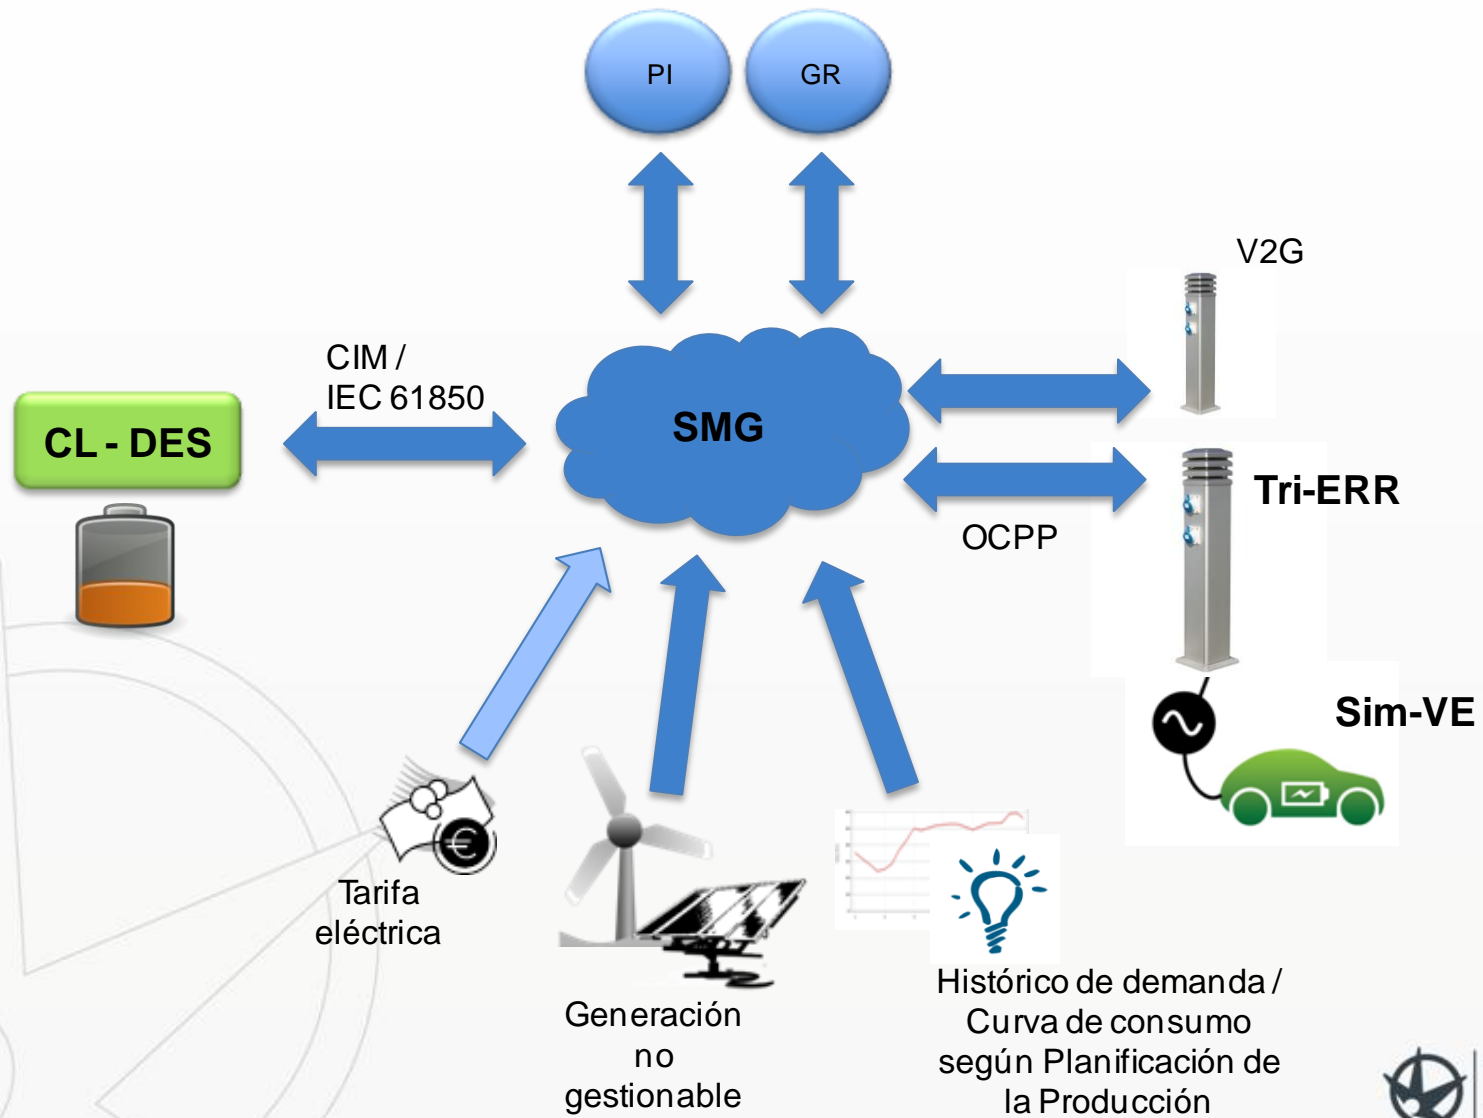 PI
GR
V2G
CIM /
IEC 61850
CL - DES
SMG
Tri-ERR
OCPP
Sim-VE
Tarifa
eléctrica
Generación
no
gestionable
Histórico de demanda /
Curva de consumo
según Planificación de
la Producción